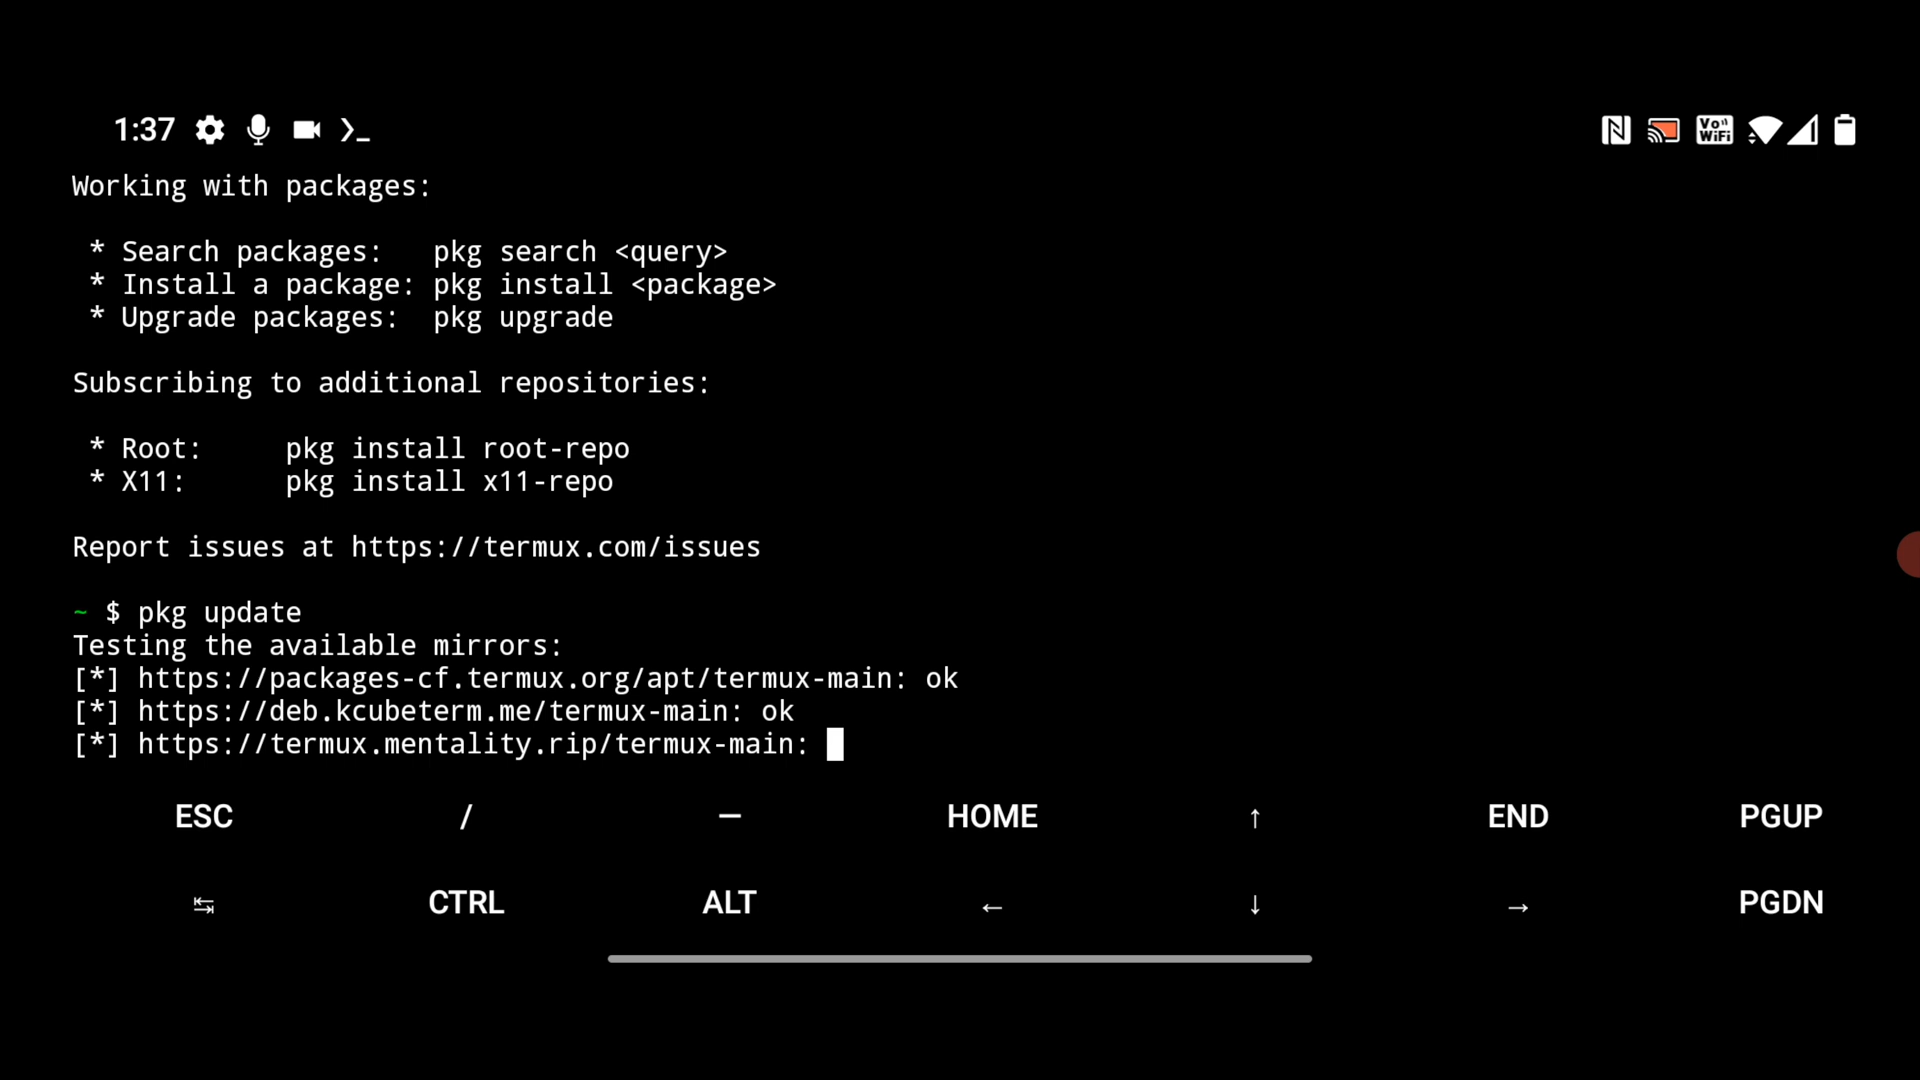 1:37
Vo))
WiFi
Working with packages:
* Search packages:   pkg search <query>
* Install a package: pkg install <package>
* Upgrade packages:  pkg upgrade
Subscribing to additional repositories:
* Root:     pkg install root-repo
* X11:      pkg install x11-repo
Report issues at https://termux.com/issues
~ $ pkg update
Testing the available mirrors:
[*] https://packages-cf.termux.org/apt/termux-main: ok
[*] https://deb.kcubeterm.me/termux-main: ok
[*] https://termux.mentality.rip/termux-main:
ESC / — HOME ↑ END PGUP
↹ CTRL ALT ← ↓ → PGDN